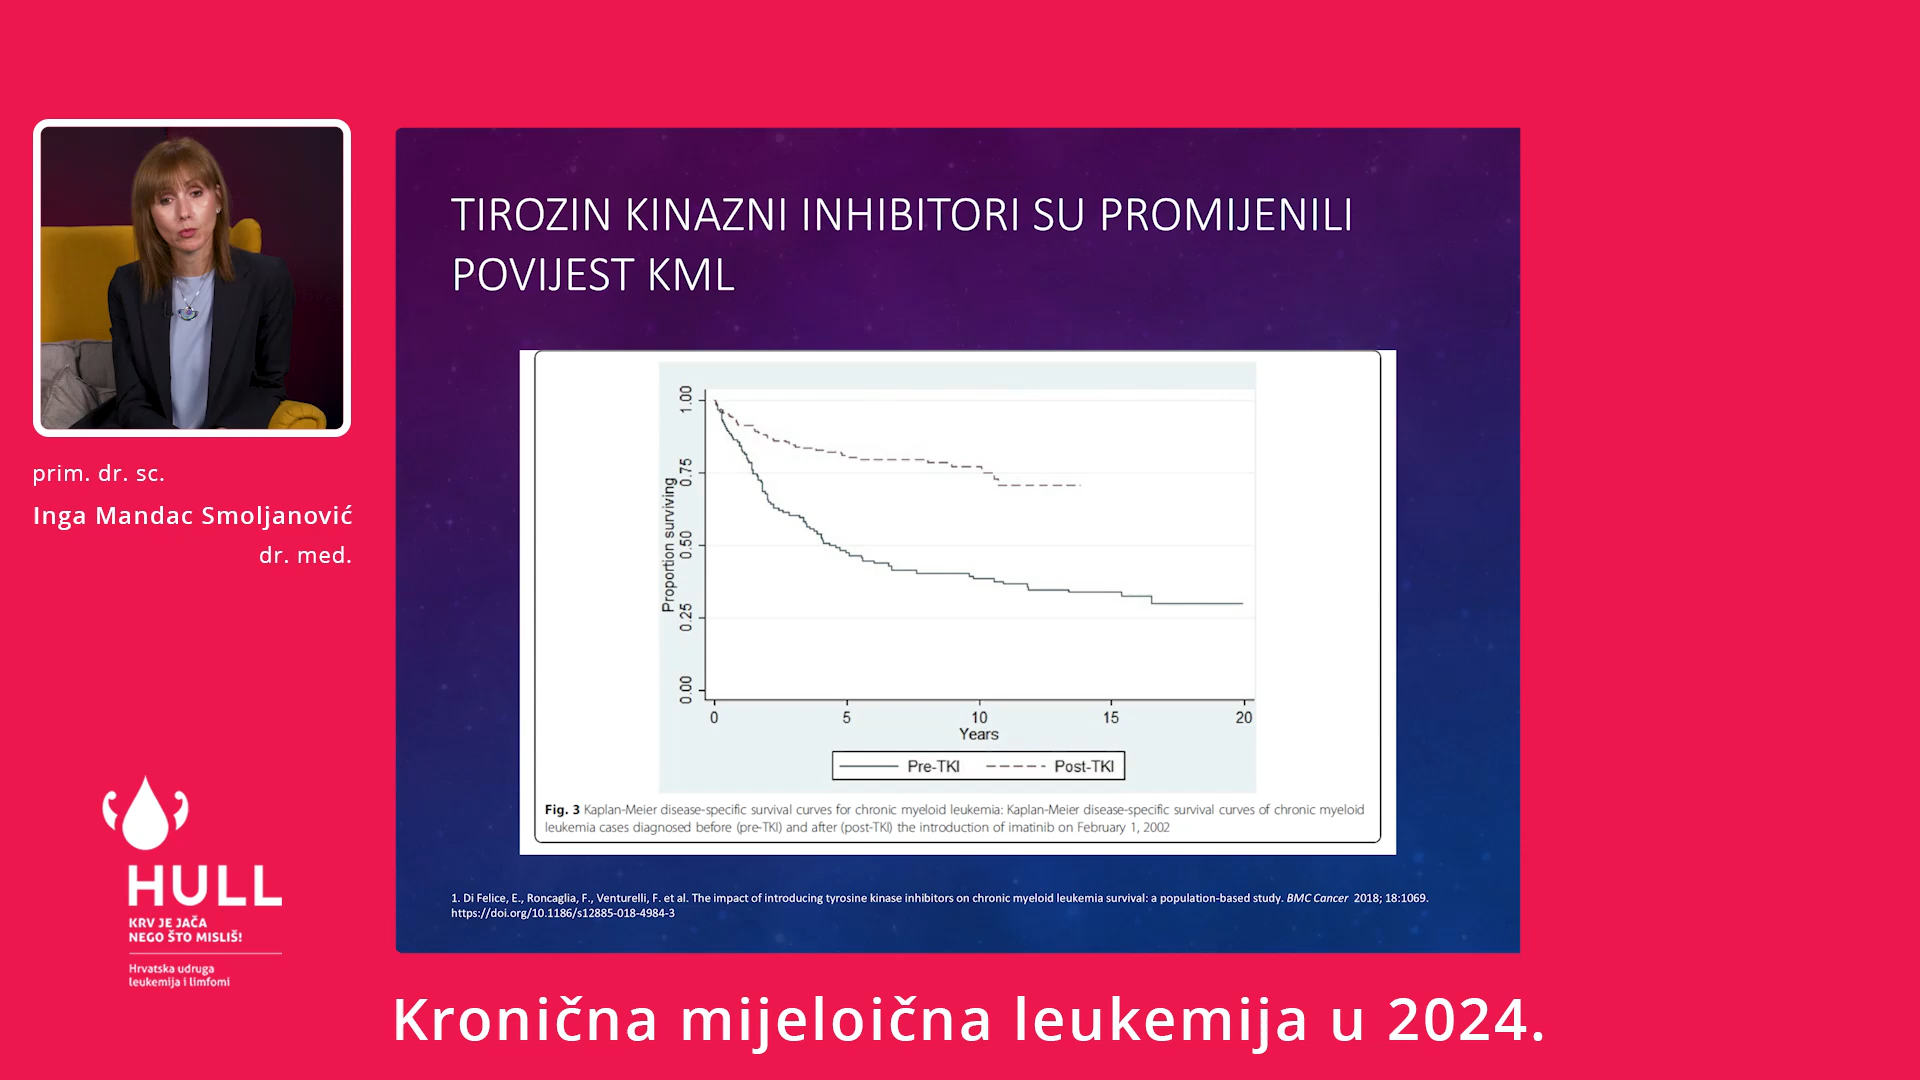 prim. dr. sc.
Inga Mandac Smoljanović
dr. med.
HULL
KRV JE JAČA
NEGO ŠTO MISLIŠ!
Hrvatska udruga
leukemija i limfomi
TIROZIN KINAZNI INHIBITORI SU PROMIJENILI
POVIJEST KML
Proportion surviving
1.00
0.75
0.50
0.25
0.00
0 5 10 15 20
Years
Pre-TKI Post-TKI
Fig. 3 Kaplan-Meier disease-specific survival curves for chronic myeloid leukemia: Kaplan-Meier disease-specific survival curves of chronic myeloid
leukemia cases diagnosed before (pre-TKI) and after (post-TKI) the introduction of imatinib on February 1, 2002
1. Di Felice, E., Roncaglia, F., Venturelli, F. et al. The impact of introducing tyrosine kinase inhibitors on chronic myeloid leukemia survival: a population-based study. BMC Cancer 2018; 18:1069.
https://doi.org/10.1186/s12885-018-4984-3
Kronična mijeloična leukemija u 2024.